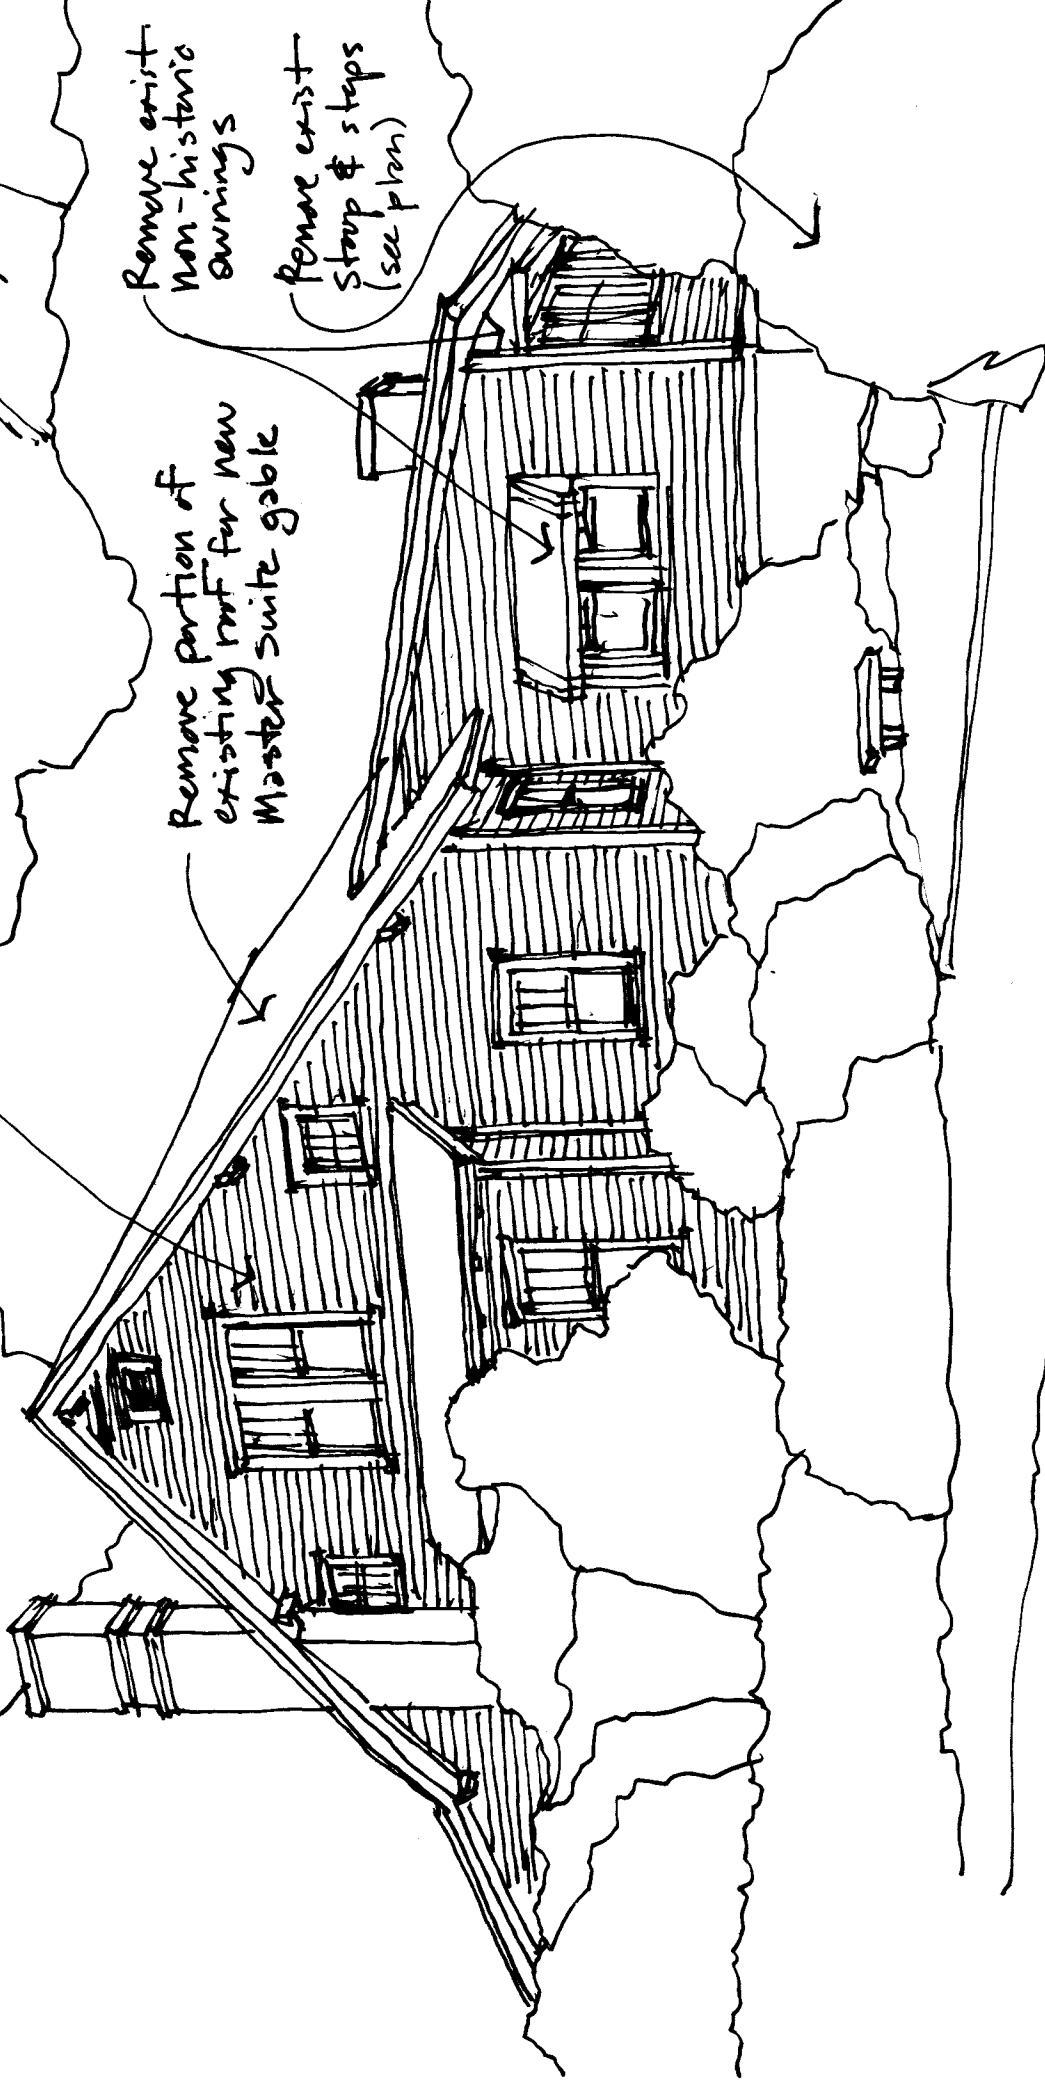 Remove portion of
existing roof for new
Master suite gable
Remove exist
non-historic
awnings
Remove exist
stoop & steps
(see plan)